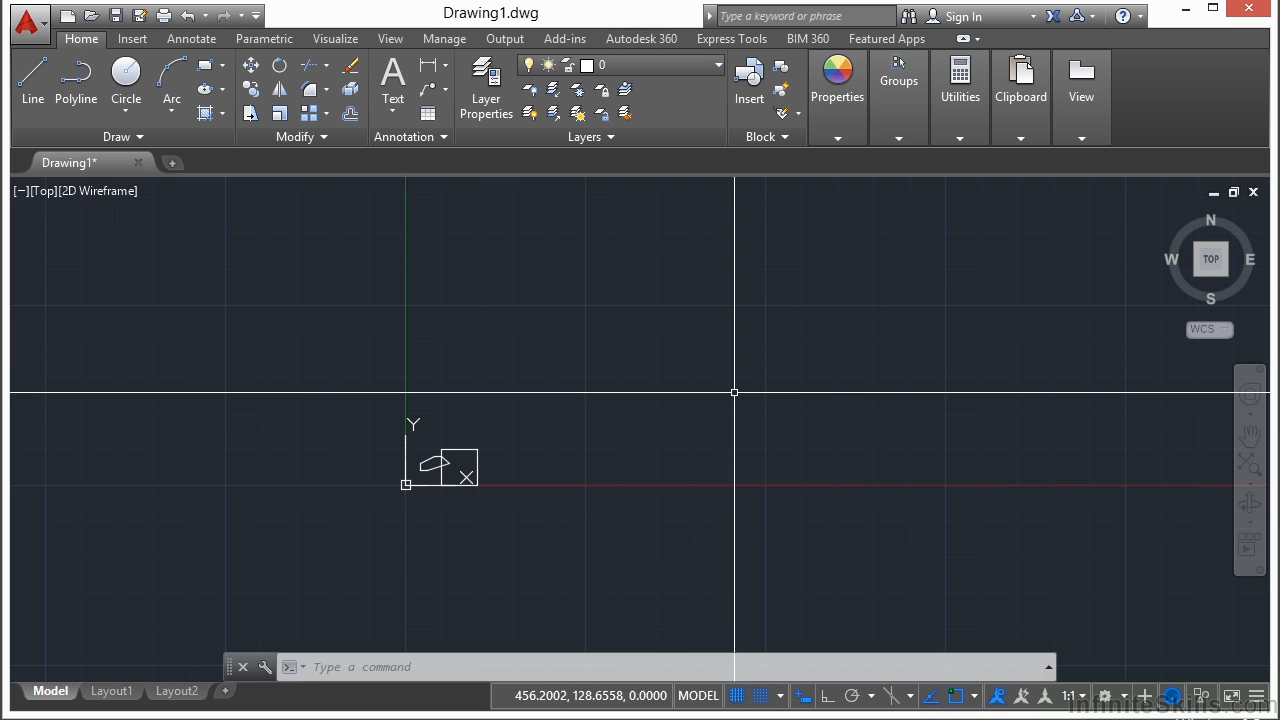 Drawing1.dwg
Type a keyword or phrase
Sign In
Home Insert Annotate Parametric Visualize View Manage Output Add-ins Autodesk 360 Express Tools BIM 360 Featured Apps
0
Line Polyline Circle Arc
Text
Layer
Properties
Insert
Properties
Groups
Utilities
Clipboard
View
Draw Modify Annotation Layers Block
Drawing1*
[−][Top][2D Wireframe]
N
W TOP E
S
WCS
Y
X
Type a command
Model Layout1 Layout2
456.2002, 128.6558, 0.0000 MODEL
1:1
InfiniteSkills.com